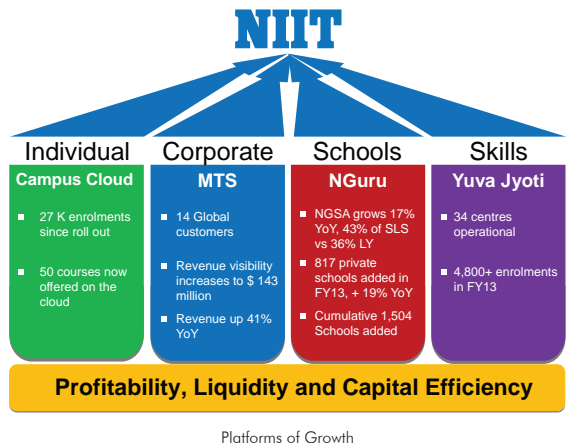 NIIT
Individual
Campus Cloud
27 K enrolments
since roll out
50 courses now
offered on the
cloud
Corporate
MTS
14 Global
customers
Revenue visibility
increases to $ 143
million
Revenue up 41%
YoY
Schools
NGuru
NGSA grows 17%
YoY, 43% of SLS
vs 36% LY
817 private
schools added in
FY13, + 19% YoY
Cumulative 1,504
Schools added
Skills
Yuva Jyoti
34 centres
operational
4,800+ enrolments
in FY13
Profitability, Liquidity and Capital Efficiency
Platforms of Growth